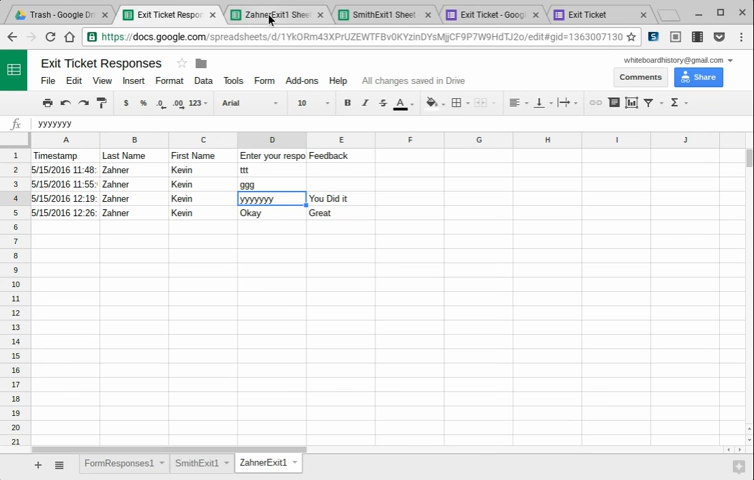 Trash - Google Dri
Exit Ticket Respon
ZahnerExit1 Shee
SmithExit1 Sheet
Exit Ticket - Goog
Exit Ticket
https://docs.google.com/spreadsheets/d/1YkORm43XPrUZEWTFBv0KYzinDYsMjjCF9P7W9HdTJ2o/edit#gid=1363007130
Exit Ticket Responses
whiteboardhistory@gmail.com
File Edit View Insert Format Data Tools Form Add-ons Help All changes saved in Drive
Comments
Share
$ % .0 .00 123 Arial 10 B I S A Σ
fx yyyyyyy
A B C D E F G H I J
1 Timestamp Last Name First Name Enter your respo Feedback
2 5/15/2016 11:48: Zahner Kevin ttt
3 5/15/2016 11:55: Zahner Kevin ggg
4 5/15/2016 12:19: Zahner Kevin yyyyyyy You Did it
5 5/15/2016 12:26: Zahner Kevin Okay Great
6
7
8
9
10
11
12
13
14
15
16
17
18
19
20
21
FormResponses1 SmithExit1 ZahnerExit1